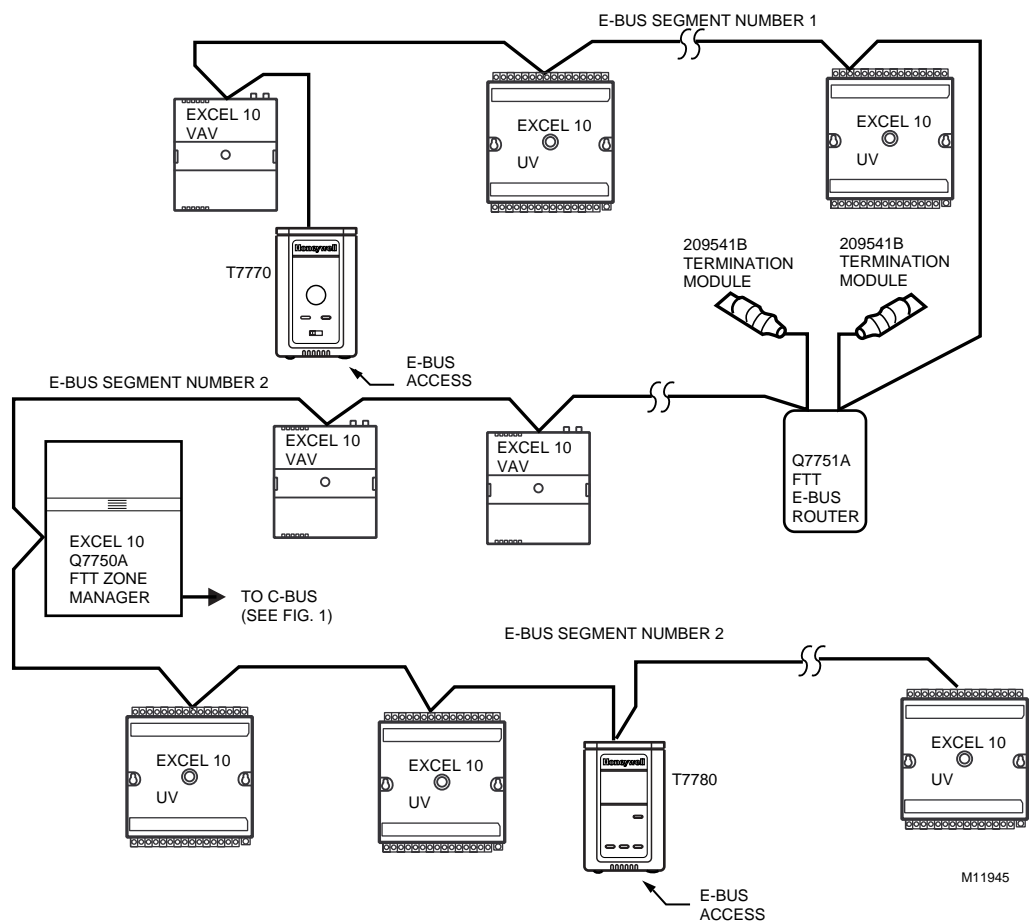 E-BUS SEGMENT NUMBER 1
EXCEL 10
VAV
EXCEL 10
UV
EXCEL 10
UV
Honeywell
T7770
E-BUS
ACCESS
209541B
TERMINATION
MODULE
209541B
TERMINATION
MODULE
E-BUS SEGMENT NUMBER 2
EXCEL 10
VAV
EXCEL 10
VAV
Q7751A
FTT
E-BUS
ROUTER
EXCEL 10
Q7750A
FTT ZONE
MANAGER
TO C-BUS
(SEE FIG. 1)
E-BUS SEGMENT NUMBER 2
EXCEL 10
UV
EXCEL 10
UV
Honeywell
T7780
EXCEL 10
UV
E-BUS
ACCESS
M11945